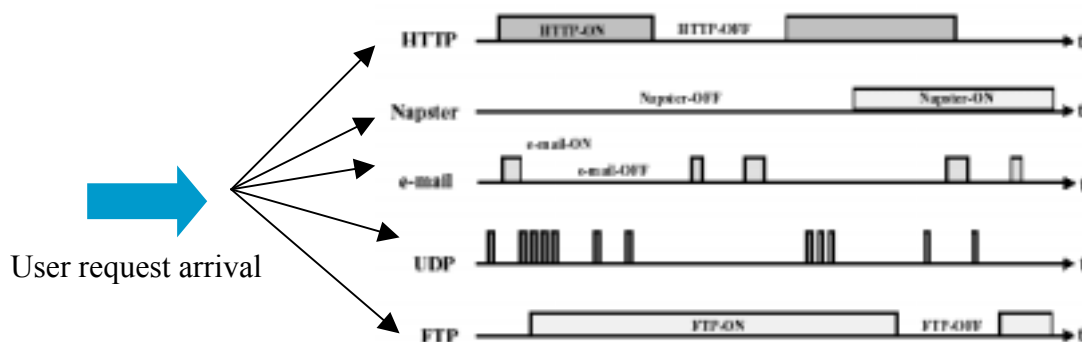 HTTP
HTTP-ON
HTTP-OFF
t
Napster
Napster-OFF
Napster-ON
t
e-mail
e-mail-ON
e-mail-OFF
t
UDP
t
User request arrival
FTP
FTP-ON
FTP-OFF
t